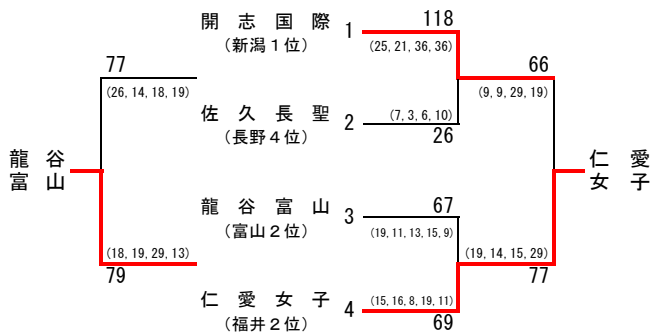 開志国際
(新潟１位)
1
118
(25, 21, 36, 36)
77
(26, 14, 18, 19)
66
(9, 9, 29, 19)
佐久長聖
(長野４位)
2
(7, 3, 6, 10)
26
龍谷
富山
仁愛
女子
龍谷富山
(富山２位)
3
67
(19, 11, 13, 15, 9)
(18, 19, 29, 13)
79
(19, 14, 15, 29)
77
仁愛女子
(福井２位)
4
(15, 16, 8, 19, 11)
69